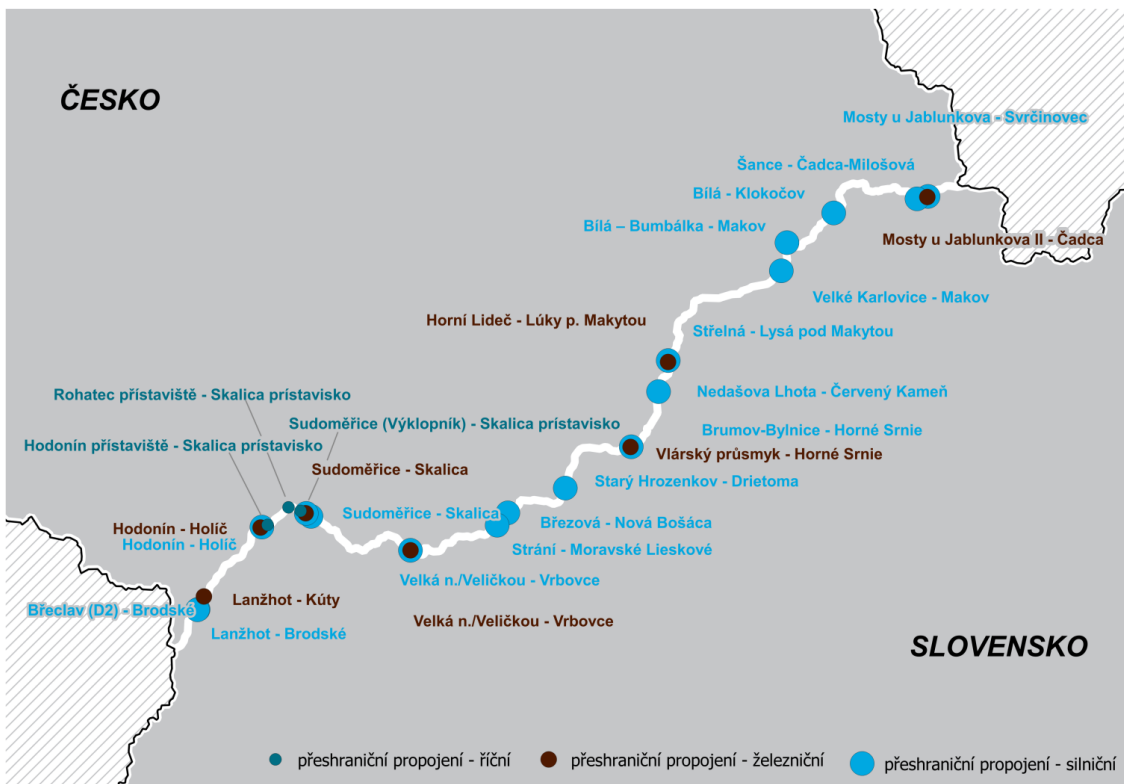 ČESKO
Mosty u Jablunkova - Svrčinovec
Šance - Čadca-Milošová
Bílá - Klokočov
Bílá – Bumbálka - Makov
Mosty u Jablunkova II - Čadca
Velké Karlovice - Makov
Horní Lideč - Lúky p. Makytou
Střelná - Lysá pod Makytou
Rohatec přístaviště - Skalica prístavisko
Nedašova Lhota - Červený Kameň
Sudoměřice (Výklopník) - Skalica prístavisko
Brumov-Bylnice - Horné Srnie
Hodonín přístaviště - Skalica prístavisko
Vlárský průsmyk - Horné Srnie
Sudoměřice - Skalica
Starý Hrozenkov - Drietoma
Sudoměřice - Skalica
Březová - Nová Bošáca
Hodonín - Holíč
Hodonín - Holíč
Strání - Moravské Lieskové
Velká n./Veličkou - Vrbovce
Lanžhot - Kúty
Břeclav (D2) - Brodské
Velká n./Veličkou - Vrbovce
Lanžhot - Brodské
SLOVENSKO
přeshraniční propojení - říční
přeshraniční propojení - železniční
přeshraniční propojení - silniční